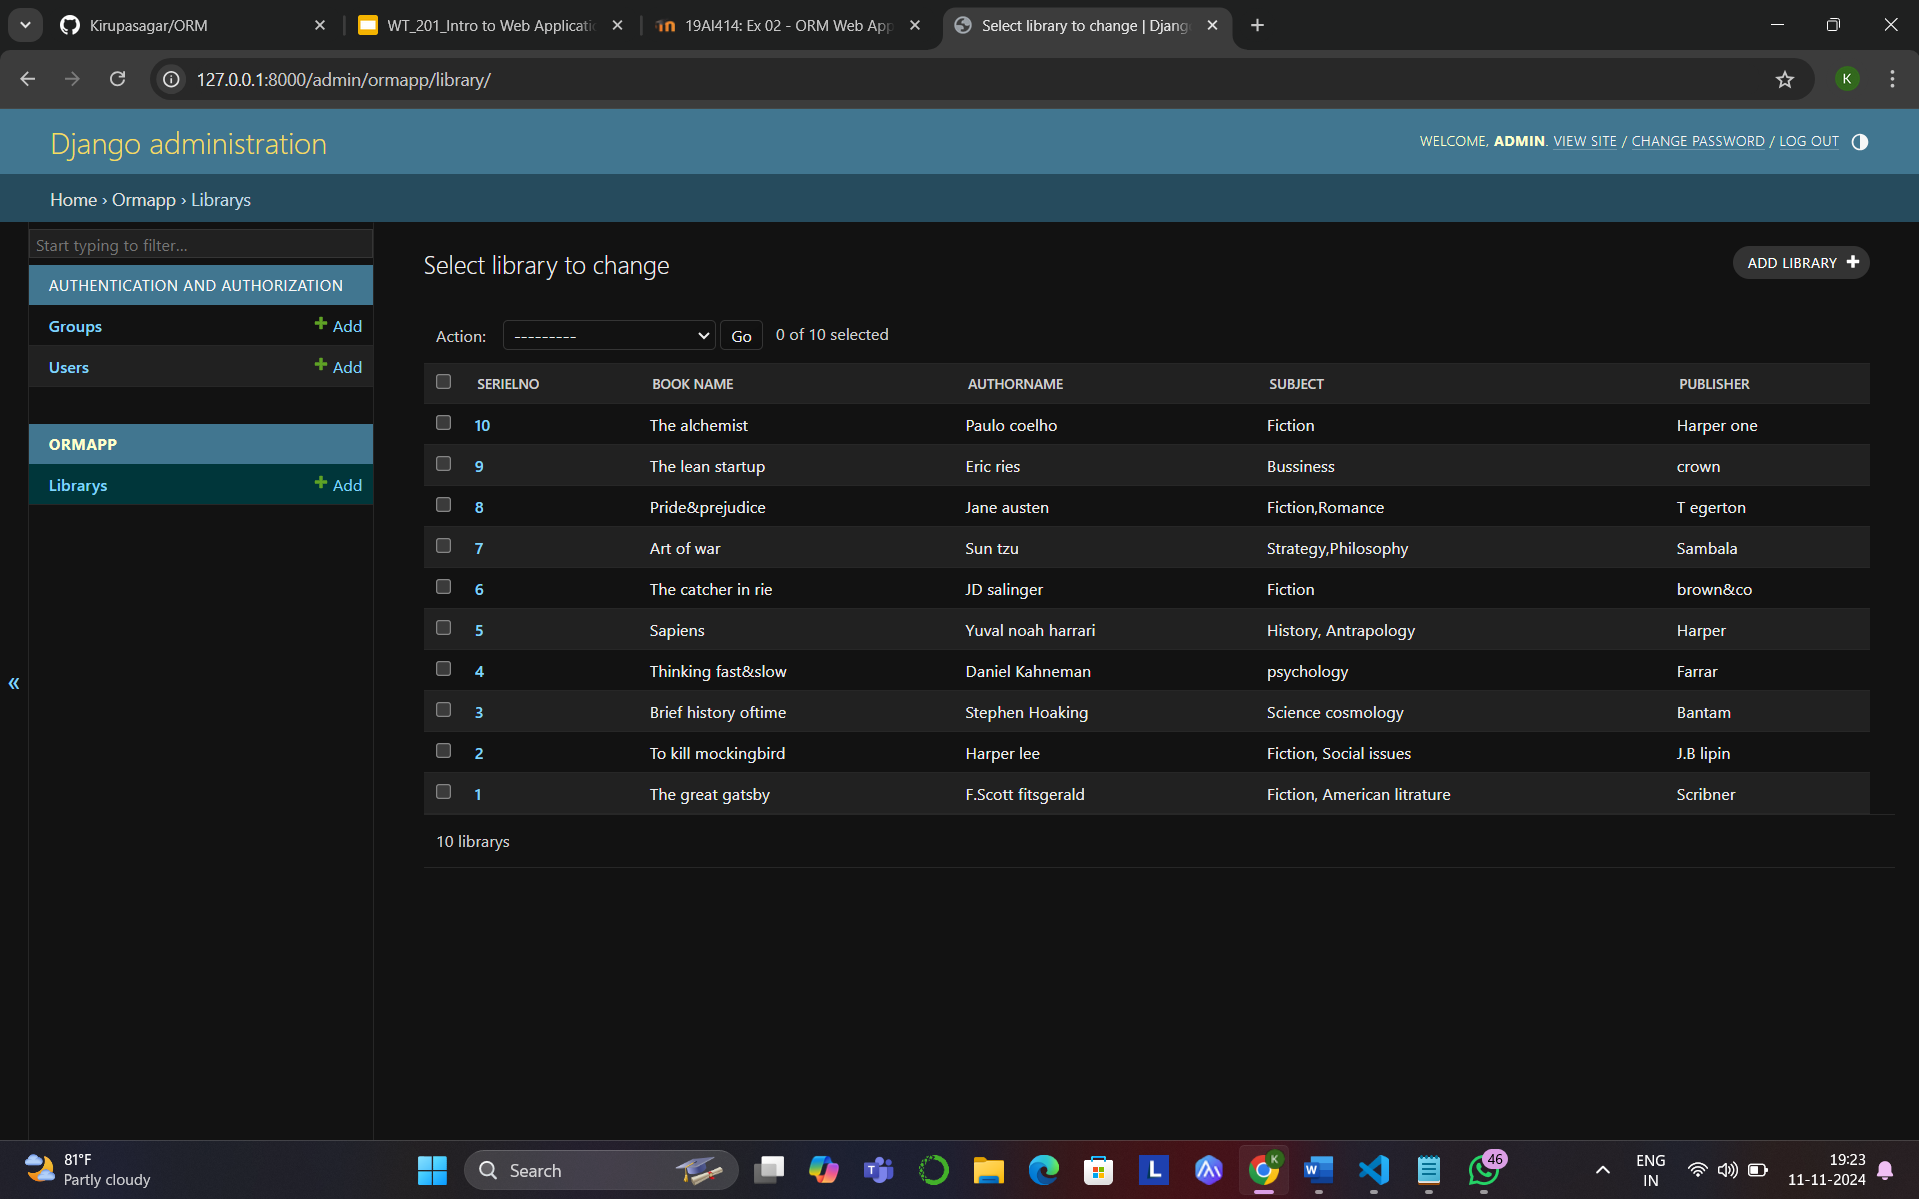 Kirupasagar/ORM
WT_201_Intro to Web Applicatio
19AI414: Ex 02 - ORM Web App
Select library to change | Djang
127.0.0.1:8000/admin/ormapp/library/
K
Django administration
WELCOME, ADMIN. VIEW SITE / CHANGE PASSWORD / LOG OUT
Home › Ormapp › Librarys
Start typing to filter...
AUTHENTICATION AND AUTHORIZATION
Groups + Add
Users + Add
ORMAPP
Librarys + Add
«
Select library to change
ADD LIBRARY +
Action: --------- Go 0 of 10 selected
SERIELNO BOOK NAME AUTHORNAME SUBJECT PUBLISHER
10 The alchemist Paulo coelho Fiction Harper one
9 The lean startup Eric ries Bussiness crown
8 Pride&prejudice Jane austen Fiction,Romance T egerton
7 Art of war Sun tzu Strategy,Philosophy Sambala
6 The catcher in rie JD salinger Fiction brown&co
5 Sapiens Yuval noah harrari History, Antrapology Harper
4 Thinking fast&slow Daniel Kahneman psychology Farrar
3 Brief history oftime Stephen Hoaking Science cosmology Bantam
2 To kill mockingbird Harper lee Fiction, Social issues J.B lipin
1 The great gatsby F.Scott fitsgerald Fiction, American litrature Scribner
10 librarys
81°F
Partly cloudy
Search
46
ENG
IN
19:23
11-11-2024